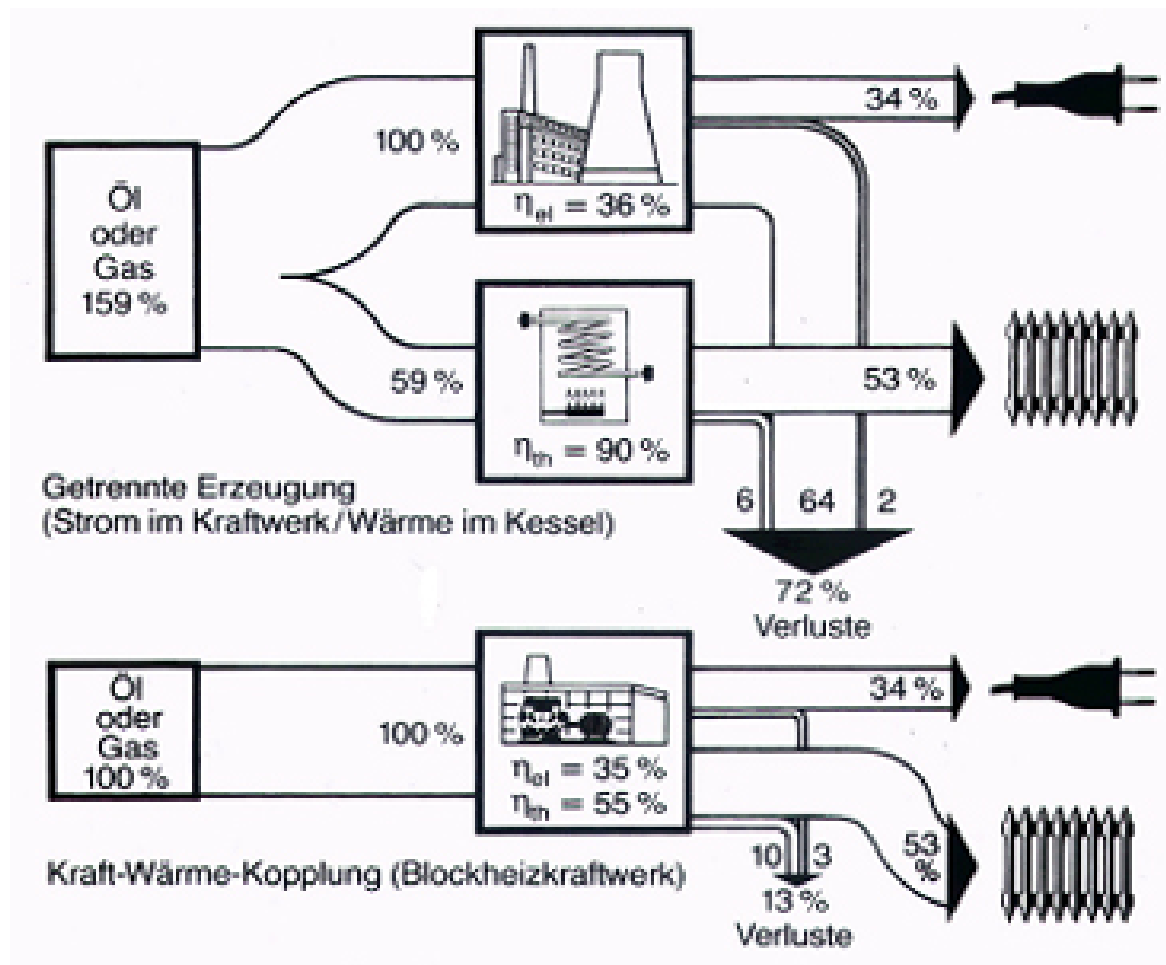 Öl
oder
Gas
159 %
100 %
η_el = 36 %
34 %
59 %
η_th = 90 %
53 %
Getrennte Erzeugung
(Strom im Kraftwerk/Wärme im Kessel)
6 64 2
72 %
Verluste
Öl
oder
Gas
100 %
100 %
η_el = 35 %
η_th = 55 %
34 %
53
%
10 3
13 %
Verluste
Kraft-Wärme-Kopplung (Blockheizkraftwerk)